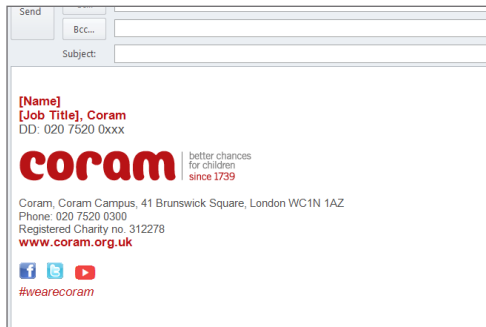 Send
Bcc...
Subject:
[Name]
[Job Title], Coram
DD: 020 7520 0xxx
coram
better chances
for children
since 1739
Coram, Coram Campus, 41 Brunswick Square, London WC1N 1AZ
Phone: 020 7520 0300
Registered Charity no. 312278
www.coram.org.uk
#wearecoram